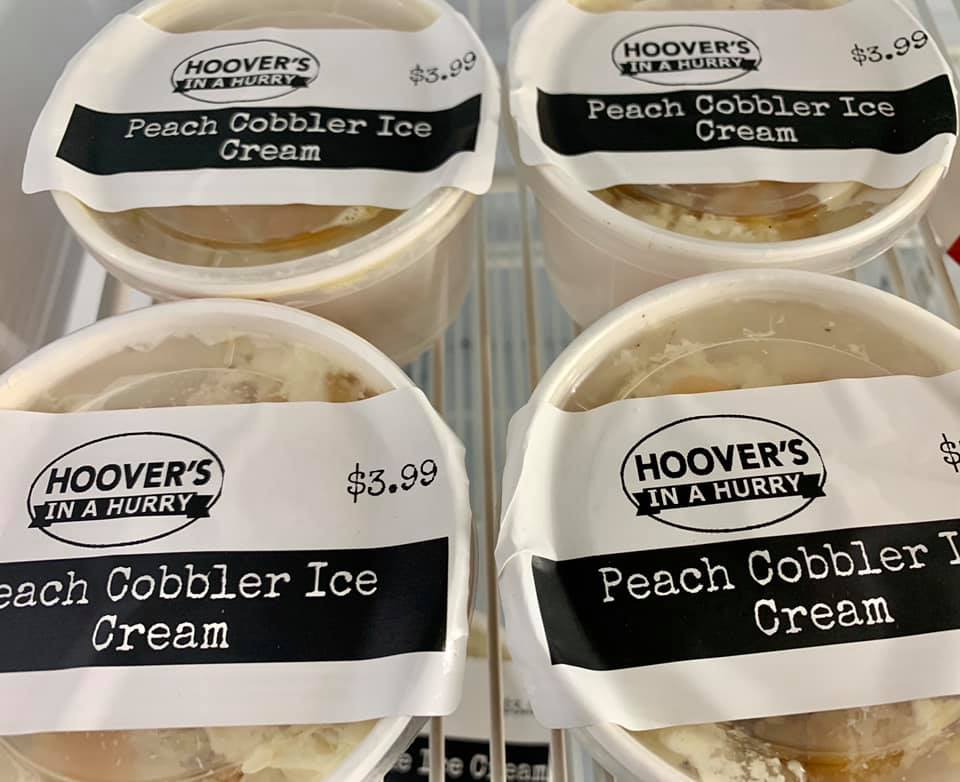 HOOVER'S
IN A HURRY
$3.99
Peach Cobbler Ice
Cream
HOOVER'S
IN A HURRY
$3.99
Peach Cobbler Ice
Cream
HOOVER'S
IN A HURRY
$3.99
each Cobbler Ice
Cream
HOOVER'S
IN A HURRY
$
Peach Cobbler I
Cream
Ice Cream